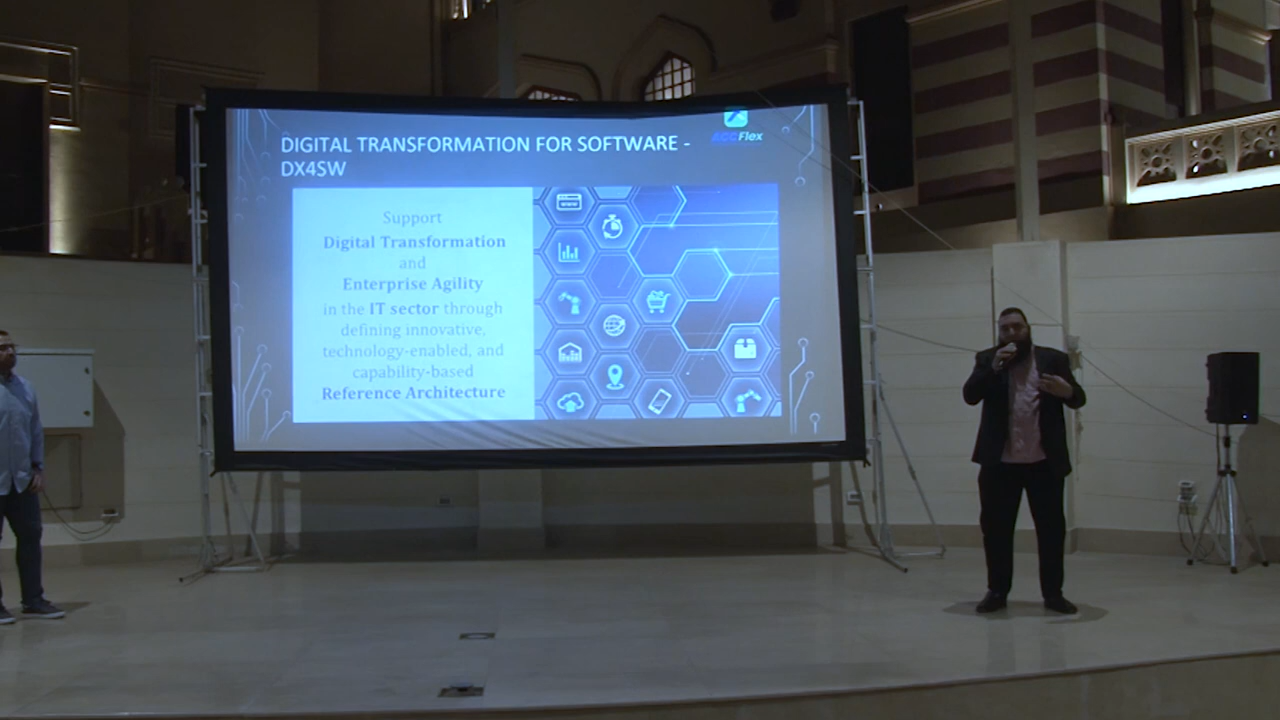 DIGITAL TRANSFORMATION FOR SOFTWARE -
DX4SW
ACCFlex
Support
Digital Transformation
and
Enterprise Agility
in the IT sector through
defining innovative,
technology-enabled, and
capability-based
Reference Architecture